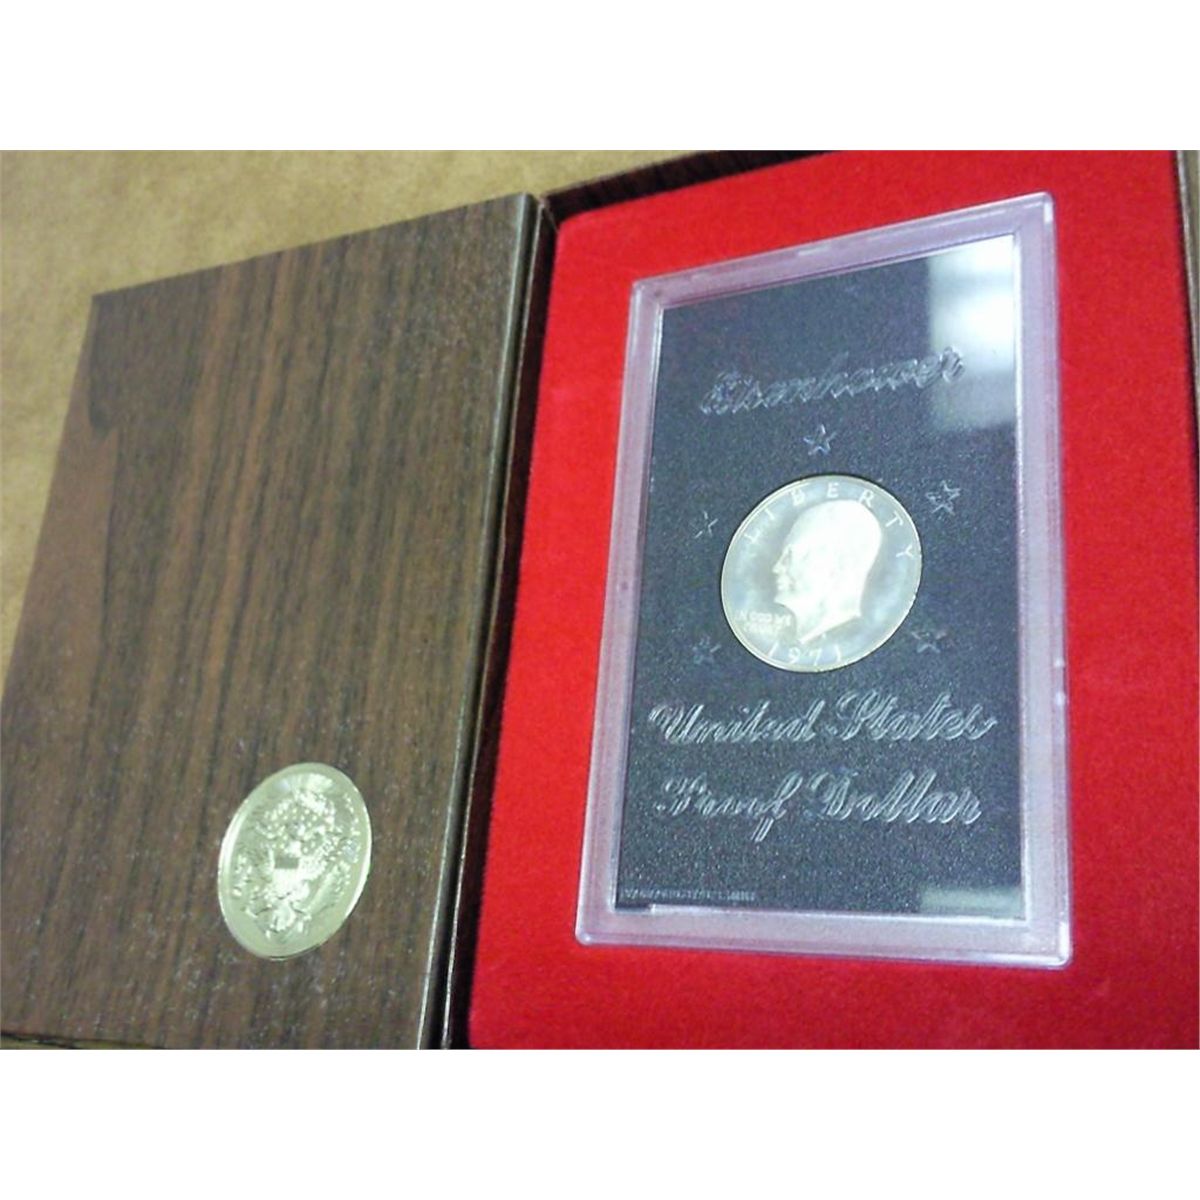 Eisenhower
LIBERTY
IN GOD WE
TRUST
1971
United States
Proof Dollar